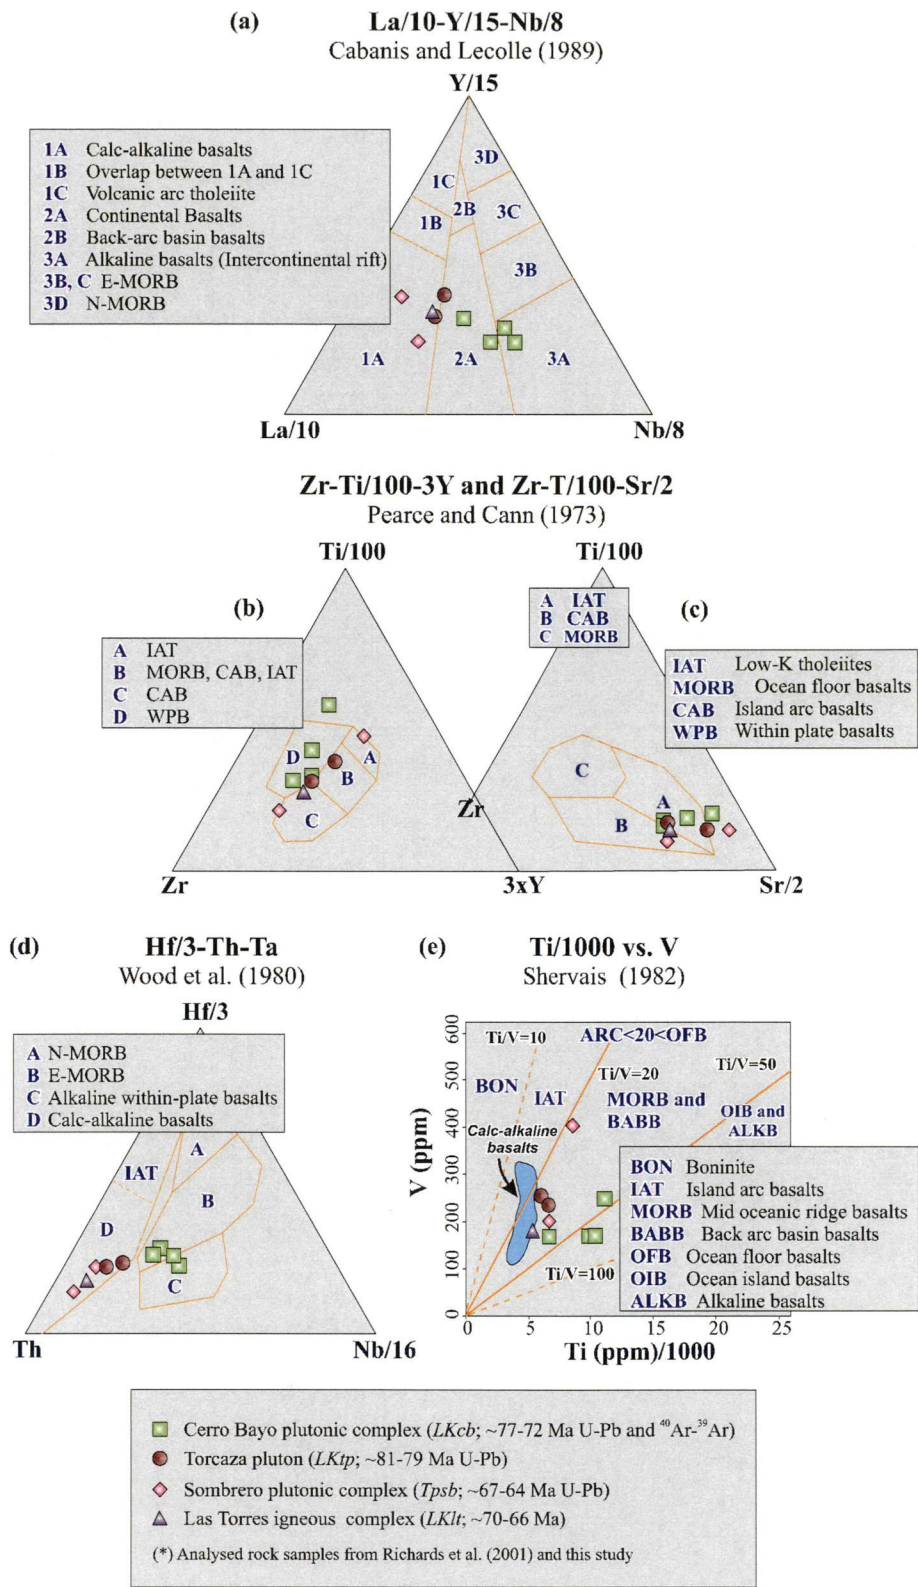 (a) La/10-Y/15-Nb/8
Cabanis and Lecolle (1989)
Y/15
1A Calc-alkaline basalts
1B Overlap between 1A and 1C
1C Volcanic arc tholeiite
2A Continental Basalts
2B Back-arc basin basalts
3A Alkaline basalts (Intercontinental rift)
3B, C E-MORB
3D N-MORB
3D
1C
2B
3C
1B
3B
1A
2A
3A
La/10
Nb/8
Zr-Ti/100-3Y and Zr-T/100-Sr/2
Pearce and Cann (1973)
Ti/100
Ti/100
(b)
A IAT
B MORB, CAB, IAT
C CAB
D WPB
A IAT
B CAB
C MORB
(c)
IAT Low-K tholeiites
MORB Ocean floor basalts
CAB Island arc basalts
WPB Within plate basalts
D
A
B
C
C
A
B
Zr
Zr
3xY
Sr/2
(d) Hf/3-Th-Ta
Wood et al. (1980)
Hf/3
A N-MORB
B E-MORB
C Alkaline within-plate basalts
D Calc-alkaline basalts
A
IAT
B
D
C
Th
Nb/16
(e) Ti/1000 vs. V
Shervais (1982)
600
500
400
300
200
100
0
V (ppm)
Ti/V=10
ARC<20<OFB
Ti/V=20
Ti/V=50
BON
IAT
MORB and
BABB
OIB and
ALKB
Calc-alkaline
basalts
Ti/V=100
BON Boninite
IAT Island arc basalts
MORB Mid oceanic ridge basalts
BABB Back arc basin basalts
OFB Ocean floor basalts
OIB Ocean island basalts
ALKB Alkaline basalts
0 5 10 15 20 25
Ti (ppm)/1000
Cerro Bayo plutonic complex (LKcb; ~77-72 Ma U-Pb and ⁴⁰Ar-³⁹Ar)
Torcaza pluton (LKtp; ~81-79 Ma U-Pb)
Sombrero plutonic complex (Tpsb; ~67-64 Ma U-Pb)
Las Torres igneous complex (LKlt; ~70-66 Ma)
(*) Analysed rock samples from Richards et al. (2001) and this study